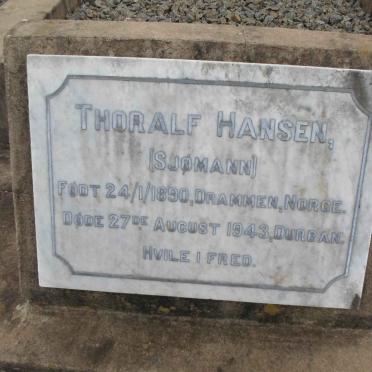 THORALF HANSEN,
(SJØMANN)
FØDT 24/1/1890, DRAMMEN, NORGE.
DØDE 27DE AUGUST 1943, DURBAN.
HVILE I FRED.